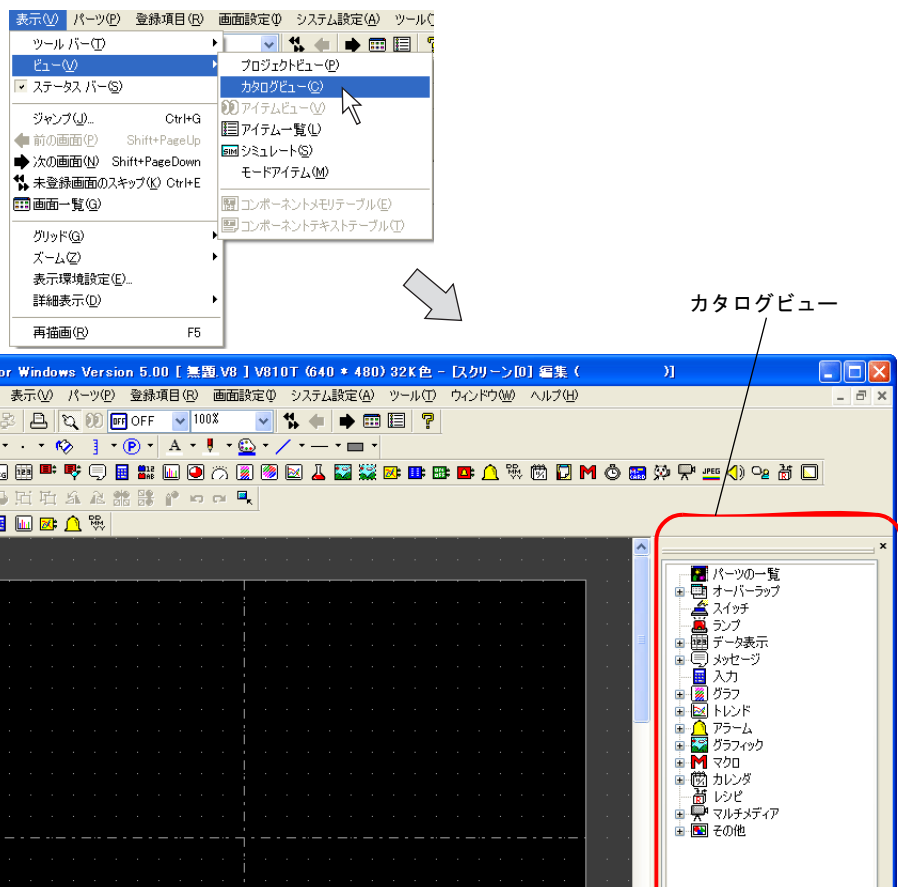 表示(V) パーツ(P) 登録項目(R) 画面設定(I) システム設定(A) ツール(
ツール バー(T)
ビュー(V)
ステータス バー(S)
ジャンプ(J)... Ctrl+G
前の画面(P) Shift+PageUp
次の画面(N) Shift+PageDown
未登録画面のスキップ(K) Ctrl+E
画面一覧(G)
グリッド(G)
ズーム(Z)
表示環境設定(E)...
詳細表示(D)
再描画(R) F5
プロジェクトビュー(P)
カタログビュー(C)
アイテムビュー(V)
アイテム一覧(L)
SIM シミュレート(S)
モードアイテム(M)
コンポーネントメモリテーブル(E)
コンポーネントテキストテーブル(T)
カタログビュー
or Windows Version 5.00 [ 無題.V8 ] V810T (640 * 480) 32K色 - [スクリーン[0] 編集 ( )]
表示(V) パーツ(P) 登録項目(R) 画面設定(I) システム設定(A) ツール(T) ウィンドウ(W) ヘルプ(H)
OFF OFF 100%
P A
123 M JPEG
DD MM
パーツの一覧
オーバーラップ
スイッチ
ランプ
データ表示
メッセージ
入力
グラフ
トレンド
アラーム
グラフィック
マクロ
カレンダ
レシピ
マルチメディア
その他